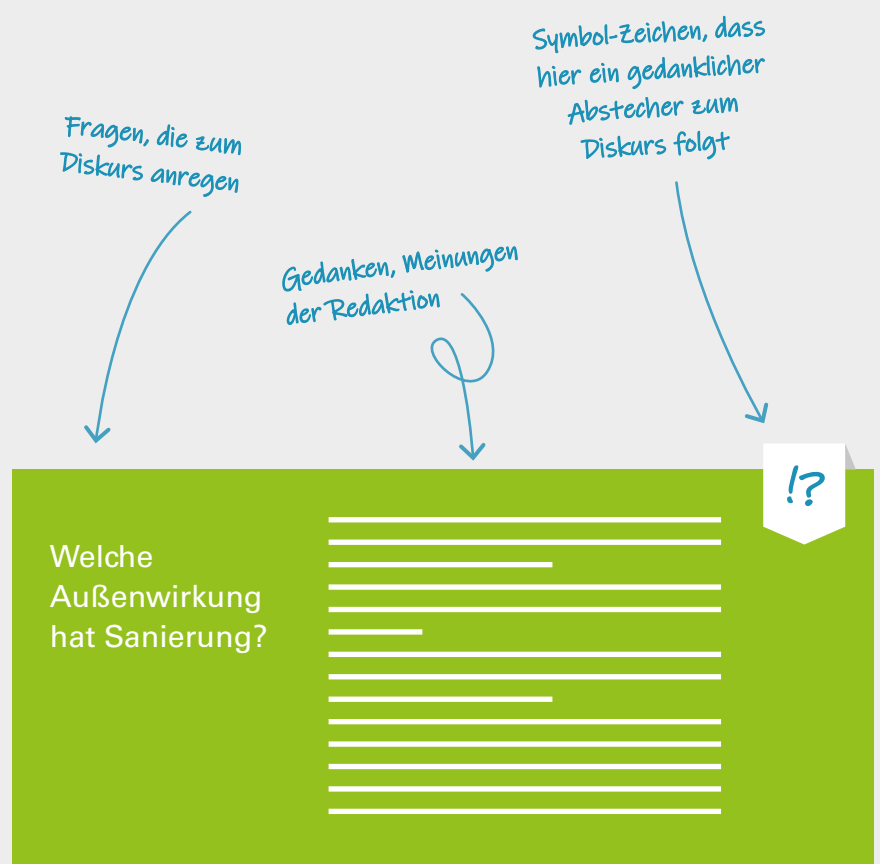 Symbol-Zeichen, dass
hier ein gedanklicher
Abstecher zum
Diskurs folgt
Fragen, die zum
Diskurs anregen
Gedanken, Meinungen
der Redaktion
!?
Welche
Außenwirkung
hat Sanierung?